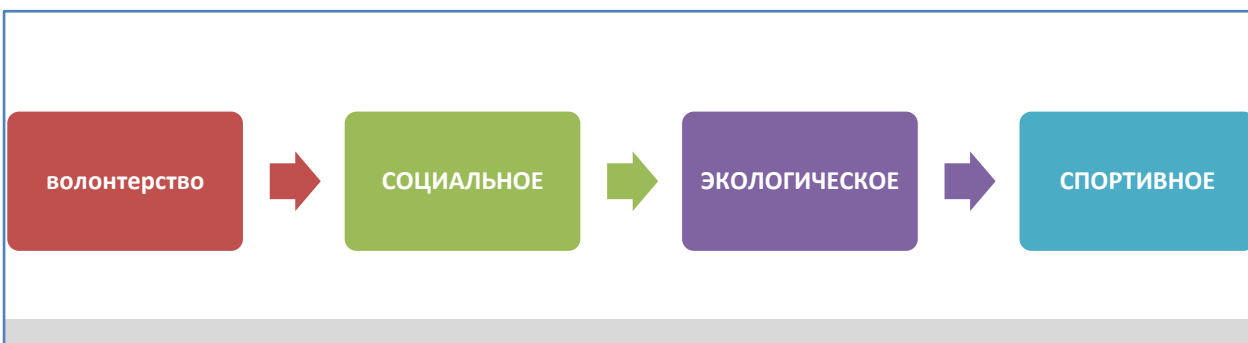 волонтерство
СОЦИАЛЬНОЕ
ЭКОЛОГИЧЕСКОЕ
СПОРТИВНОЕ